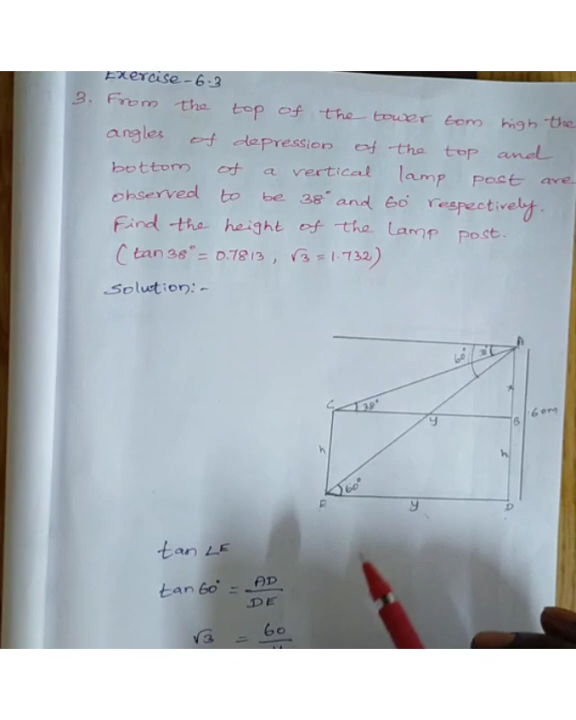 Exercise-6.3
3. From the top of the tower 60m high the
angles of depression of the top and
bottom of a vertical lamp post are
observed to be 38° and 60° respectively.
Find the height of the Lamp post.
(tan 38° = 0.7813, √3 = 1.732)
Solution:-
A
60°
38°
x
C
38°
B
60m
y
h
h
60°
E
y
D
tan ∠E
tan 60° = AD
DE
√3 = 60